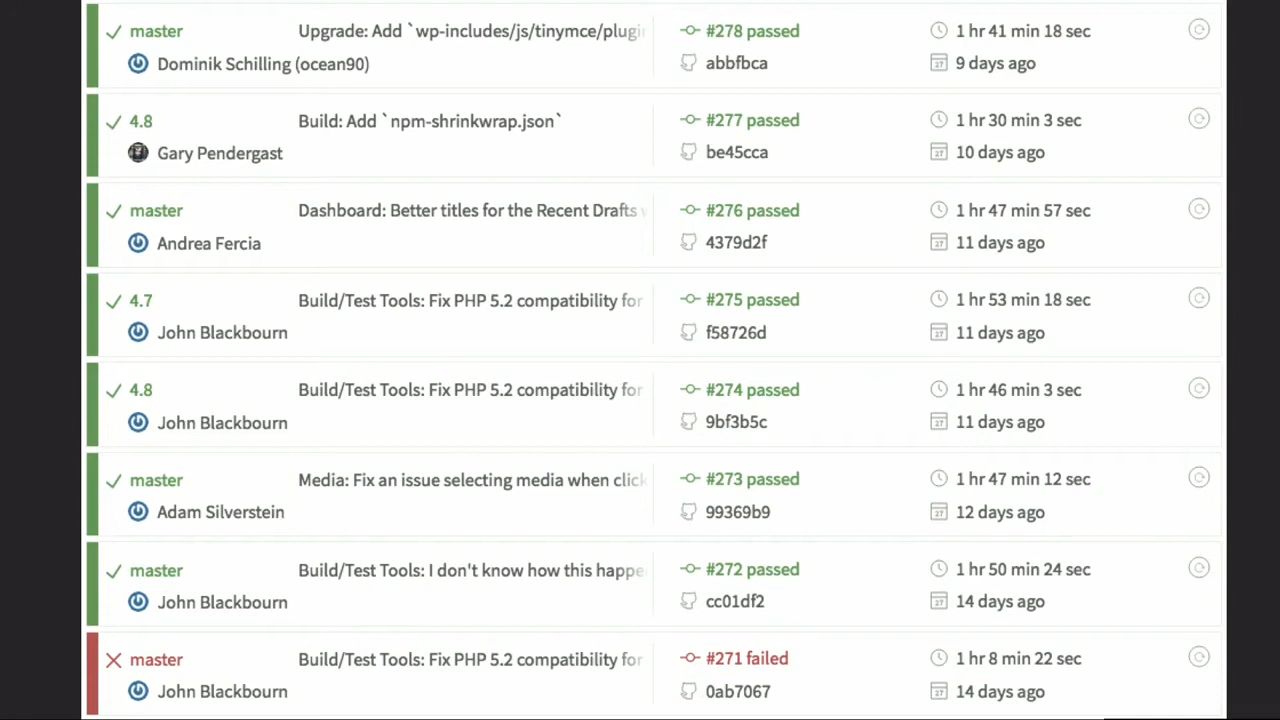 master Upgrade: Add `wp-includes/js/tinymce/plugi #278 passed 1 hr 41 min 18 sec
Dominik Schilling (ocean90) abbfbca 9 days ago
4.8 Build: Add `npm-shrinkwrap.json` #277 passed 1 hr 30 min 3 sec
Gary Pendergast be45cca 10 days ago
master Dashboard: Better titles for the Recent Drafts #276 passed 1 hr 47 min 57 sec
Andrea Fercia 4379d2f 11 days ago
4.7 Build/Test Tools: Fix PHP 5.2 compatibility for #275 passed 1 hr 53 min 18 sec
John Blackbourn f58726d 11 days ago
4.8 Build/Test Tools: Fix PHP 5.2 compatibility for #274 passed 1 hr 46 min 3 sec
John Blackbourn 9bf3b5c 11 days ago
master Media: Fix an issue selecting media when click #273 passed 1 hr 47 min 12 sec
Adam Silverstein 99369b9 12 days ago
master Build/Test Tools: I don't know how this happe #272 passed 1 hr 50 min 24 sec
John Blackbourn cc01df2 14 days ago
master Build/Test Tools: Fix PHP 5.2 compatibility for #271 failed 1 hr 8 min 22 sec
John Blackbourn 0ab7067 14 days ago